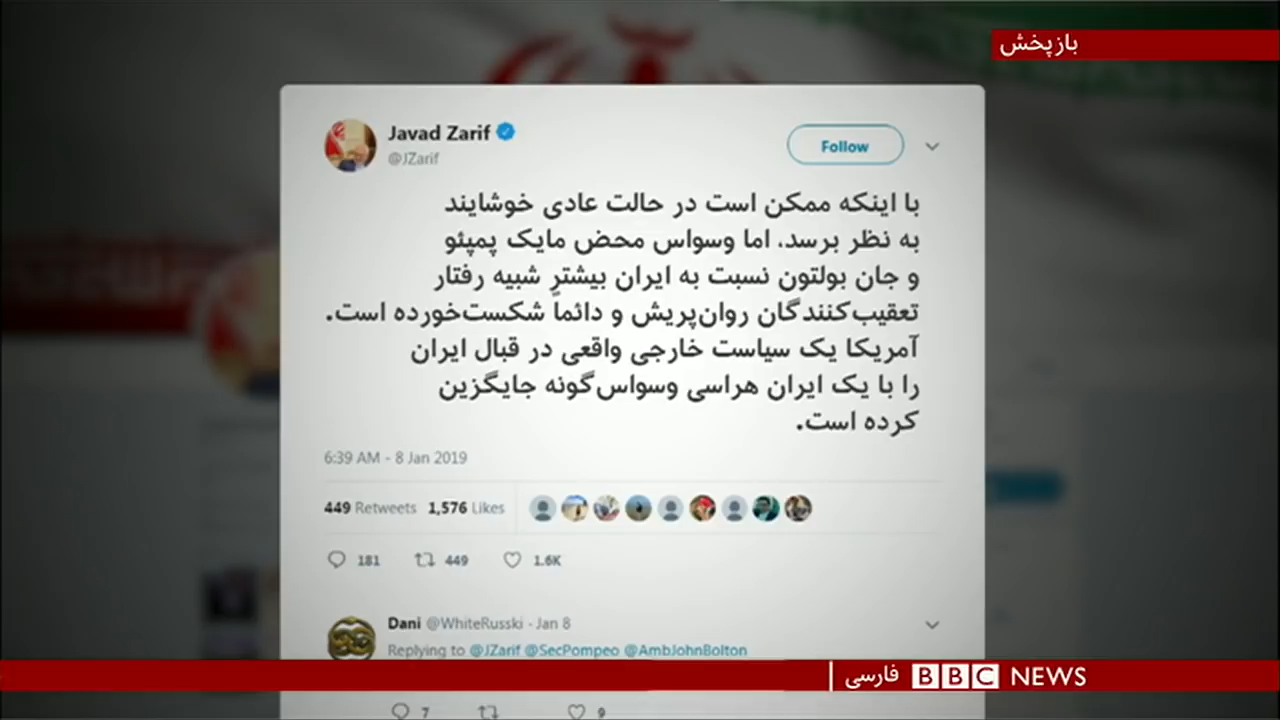 بازپخش
Javad Zarif
@JZarif
Follow
با اینکه ممکن است در حالت عادی خوشایند
به نظر برسد، اما وسواس محض مایک پمپئو
و جان بولتون نسبت به ایران بیشتر شبیه رفتار
تعقیب‌کنندگان روان‌پریش و دائماً شکست‌خورده است.
آمریکا یک سیاست خارجی واقعی در قبال ایران
را با یک ایران هراسی وسواس‌گونه جایگزین
کرده است.
6:39 AM - 8 Jan 2019
449 Retweets 1,576 Likes
181 449 1.6K
Dani @WhiteRusski - Jan 8
Replying to @JZarif @SecPompeo @AmbJohnBolton
فارسی BBC NEWS
7 9